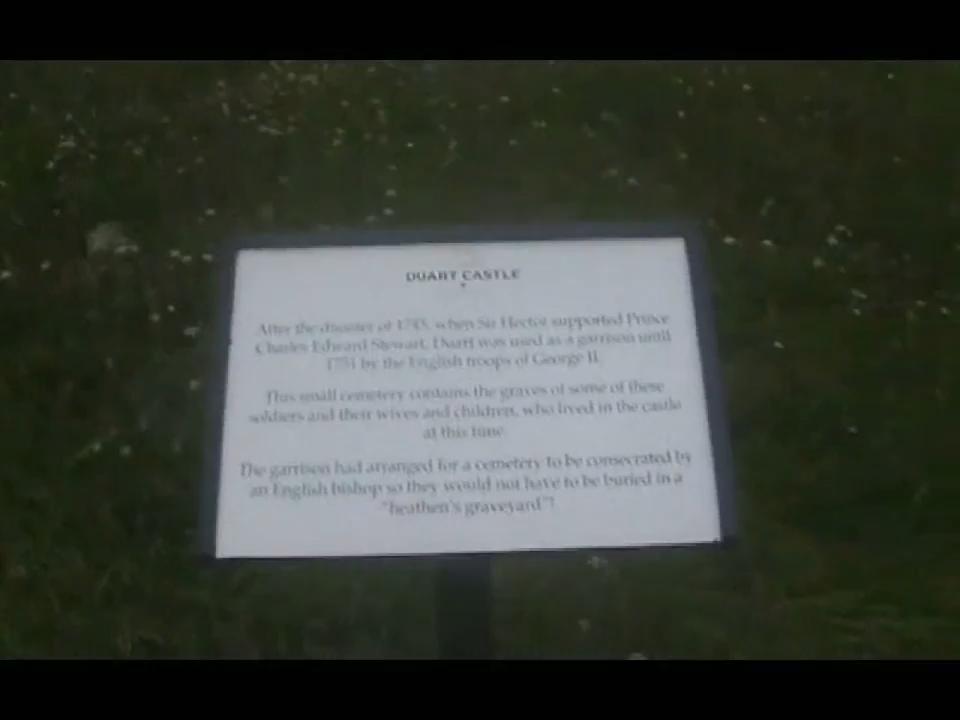 DUART CASTLE
After the disaster of 1745, when Sir Hector supported Prince
Charles Edward Stewart, Duart was used as a garrison until
1751 by the English troops of George II.
This small cemetery contains the graves of some of these
soldiers and their wives and children, who lived in the castle
at this time.
The garrison had arranged for a cemetery to be consecrated by
an English bishop so they would not have to be buried in a
"heathen's graveyard"!